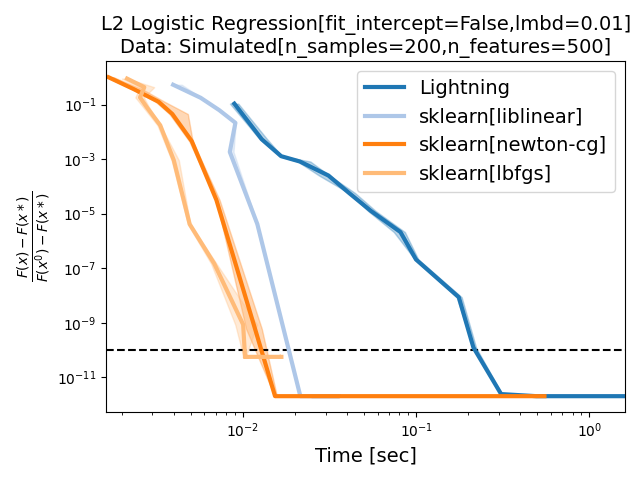 L2 Logistic Regression[fit_intercept=False,lmbd=0.01]
Data: Simulated[n_samples=200,n_features=500]
Lightning
sklearn[liblinear]
sklearn[newton-cg]
sklearn[lbfgs]
F(x) − F(x*)
F(x⁰) − F(x*)
10⁻¹
10⁻³
10⁻⁵
10⁻⁷
10⁻⁹
10⁻¹¹
10⁻² 10⁻¹ 10⁰
Time [sec]